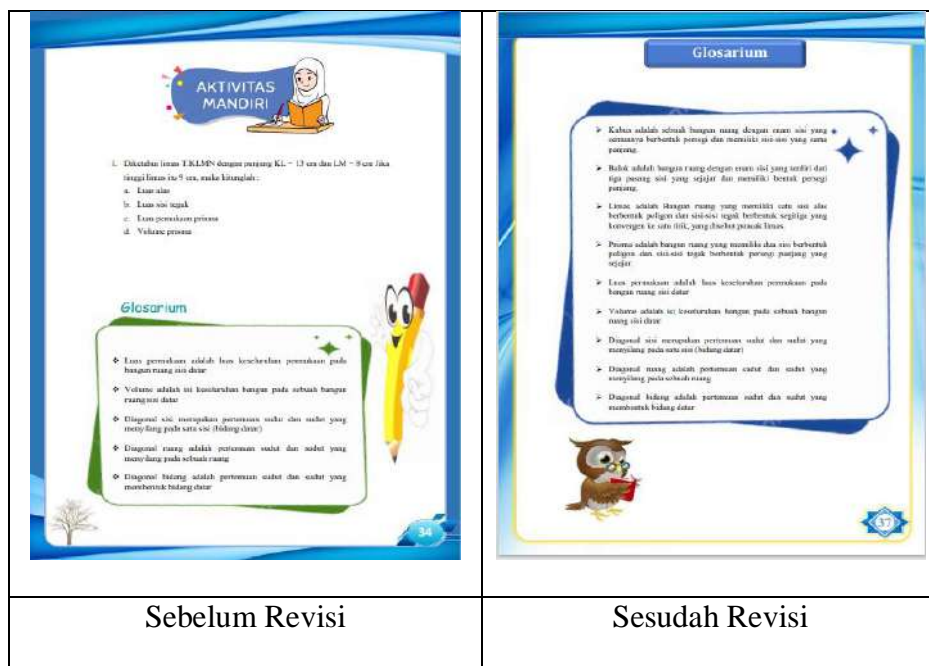 AKTIVITAS
MANDIRI
1. Diketahui limas T.KLMN dengan panjang KL = 13 cm dan LM = 8 cm Jika
tinggi limas itu 9 cm, maka hitunglah :
a. Luas alas
b. Luas sisi tegak
c. Luas permukaan prisma
d. Volume prisma
Glosarium
Luas permukaan adalah luas keseluruhan permukaan pada
bangun ruang sisi datar
Volume adalah isi keseluruhan bangun pada sebuah bangun
ruang sisi datar
Diagonal sisi merupakan pertemuan sudut dan sudut yang
menyilang pada satu sisi (bidang datar)
Diagonal ruang adalah pertemuan sudut dan sudut yang
menyilang pada sebuah ruang
Diagonal bidang adalah pertemuan sudut dan sudut yang
membentuk bidang datar
34
Glosarium
Kubus adalah sebuah bangun ruang dengan enam sisi yang
semuanya berbentuk persegi dan memiliki sisi-sisi yang sama
panjang.
Balok adalah bangun ruang dengan enam sisi yang terdiri dari
tiga pasang sisi yang sejajar dan memiliki bentuk persegi
panjang.
Limas adalah Bangun ruang yang memiliki satu sisi alas
berbentuk poligon dan sisi-sisi tegak berbentuk segitiga yang
konvergen ke satu titik, yang disebut puncak limas.
Prisma adalah bangun ruang yang memiliki dua sisi berbentuk
poligon dan sisi-sisi tegak berbentuk persegi panjang yang
sejajar
Luas permukaan adalah luas keseluruhan permukaan pada
bangun ruang sisi datar
Volume adalah isi keseluruhan bangun pada sebuah bangun
ruang sisi datar
Diagonal sisi merupakan pertemuan sudut dan sudut yang
menyilang pada satu sisi (bidang datar)
Diagonal ruang adalah pertemuan sudut dan sudut yang
menyilang pada sebuah ruang
Diagonal bidang adalah pertemuan sudut dan sudut yang
membentuk bidang datar
37
Sebelum Revisi
Sesudah Revisi